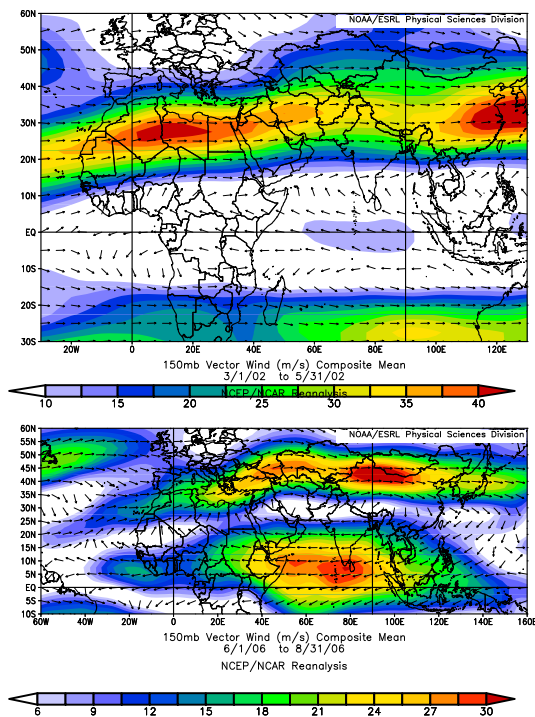 NOAA/ESRL Physical Sciences Division
60N
50N
40N
30N
20N
10N
EQ
10S
20S
30S
20W 0 20E 40E 60E 80E 100E 120E
150mb Vector Wind (m/s) Composite Mean
3/1/02 to 5/31/02
NCEP/NCAR Reanalysis
10 15 20 25 30 35 40
NOAA/ESRL Physical Sciences Division
60N
55N
50N
45N
40N
35N
30N
25N
20N
15N
10N
5N
EQ
5S
10S
60W 40W 20W 0 20E 40E 60E 80E 100E 120E 140E 160E
150mb Vector Wind (m/s) Composite Mean
6/1/06 to 8/31/06
NCEP/NCAR Reanalysis
6 9 12 15 18 21 24 27 30